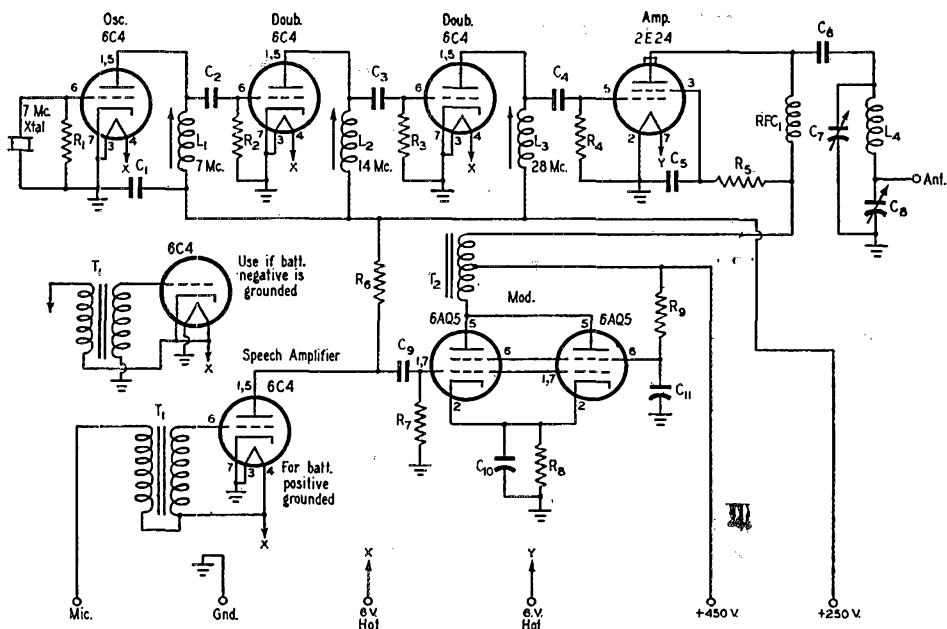 Osc.
6C4
Doub.
6C4
Doub.
6C4
Amp.
2E24
1,5
1,5
1,5
C2
C3
C4
C6
6
6
6
5
3
7 Mc.
Xtal
R1
R2
R3
R4
RFC1
C7
L4
7
3
4
7
3
4
7
3
4
2
7
X
X
X
Y
C1
L1
7 Mc.
L2
14 Mc.
L3
28 Mc.
C5
R5
Ant.
C8
6C4
T1
Use if batt.
negative is
grounded
X
R6
T2
Mod.
R9
6AQ5
6AQ5
5
5
C9
1,7
6
1,7
6
2
2
R7
C11
C10
R8
Speech Amplifier
1,5
6C4
T1
6
7
3
4
For batt.
positive
grounded
X
X
Y
Mic.
Gnd.
6 V.
Hot
6 V.
Hot
+450 V.
+250 V.